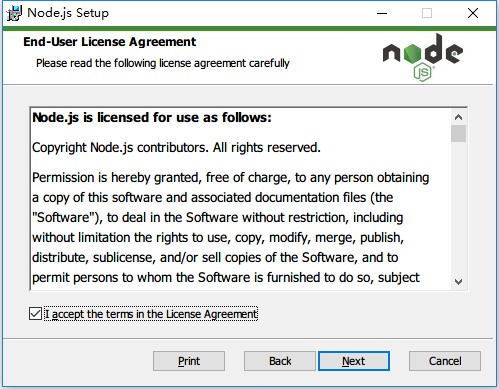 Node.js Setup
End-User License Agreement
Please read the following license agreement carefully
node
JS
Node.js is licensed for use as follows:
Copyright Node.js contributors. All rights reserved.
Permission is hereby granted, free of charge, to any person obtaining
a copy of this software and associated documentation files (the
"Software"), to deal in the Software without restriction, including
without limitation the rights to use, copy, modify, merge, publish,
distribute, sublicense, and/or sell copies of the Software, and to
permit persons to whom the Software is furnished to do so, subject
I accept the terms in the License Agreement
Print
Back
Next
Cancel